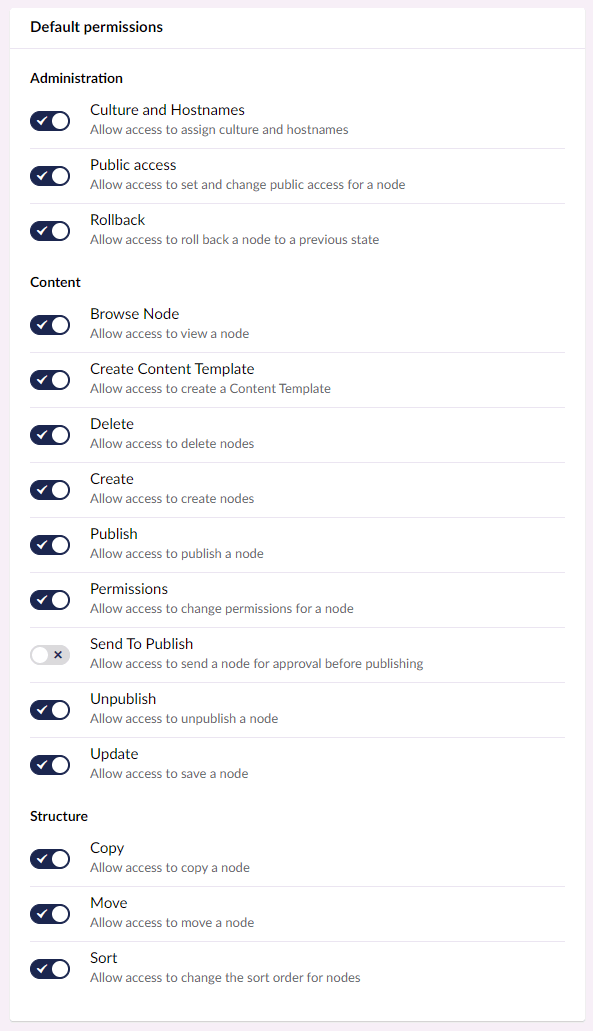 Default permissions
Administration
Culture and Hostnames
Allow access to assign culture and hostnames
Public access
Allow access to set and change public access for a node
Rollback
Allow access to roll back a node to a previous state
Content
Browse Node
Allow access to view a node
Create Content Template
Allow access to create a Content Template
Delete
Allow access to delete nodes
Create
Allow access to create nodes
Publish
Allow access to publish a node
Permissions
Allow access to change permissions for a node
Send To Publish
Allow access to send a node for approval before publishing
Unpublish
Allow access to unpublish a node
Update
Allow access to save a node
Structure
Copy
Allow access to copy a node
Move
Allow access to move a node
Sort
Allow access to change the sort order for nodes